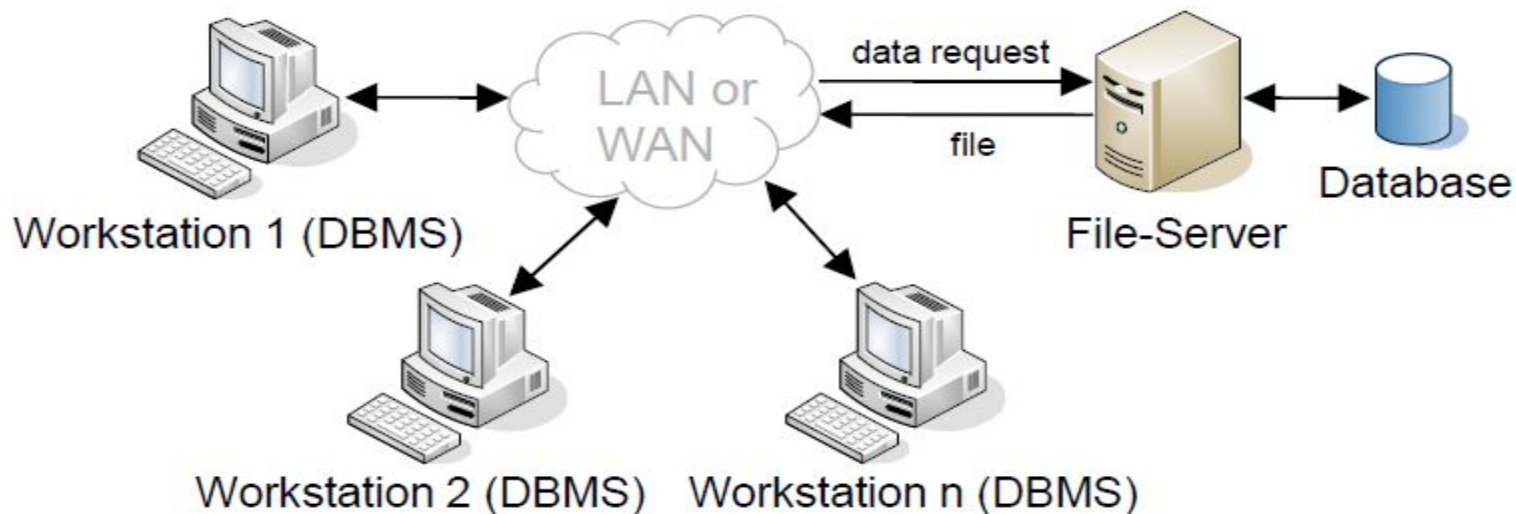 LAN or
WAN
data request
file
Workstation 1 (DBMS)
File-Server
Database
Workstation 2 (DBMS)
Workstation n (DBMS)